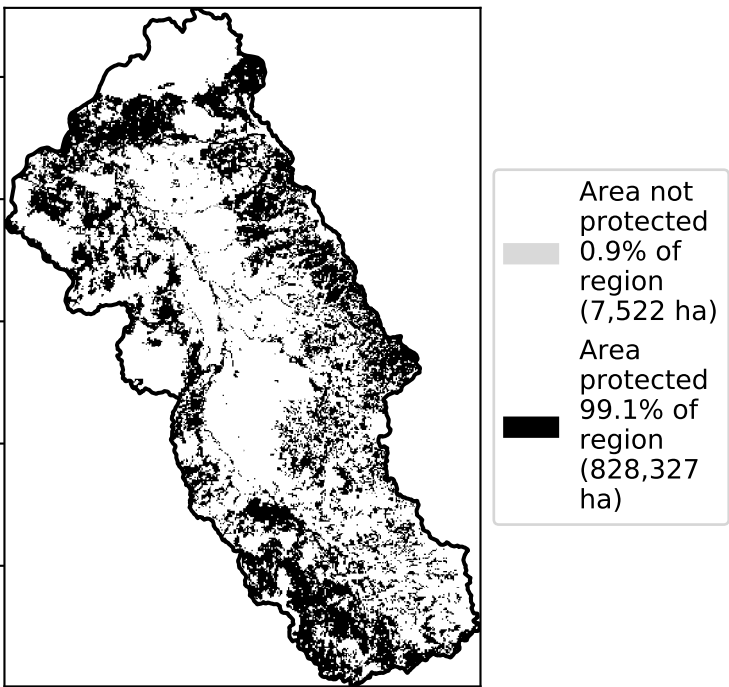 Area not
protected
0.9% of
region
(7,522 ha)
Area
protected
99.1% of
region
(828,327
ha)